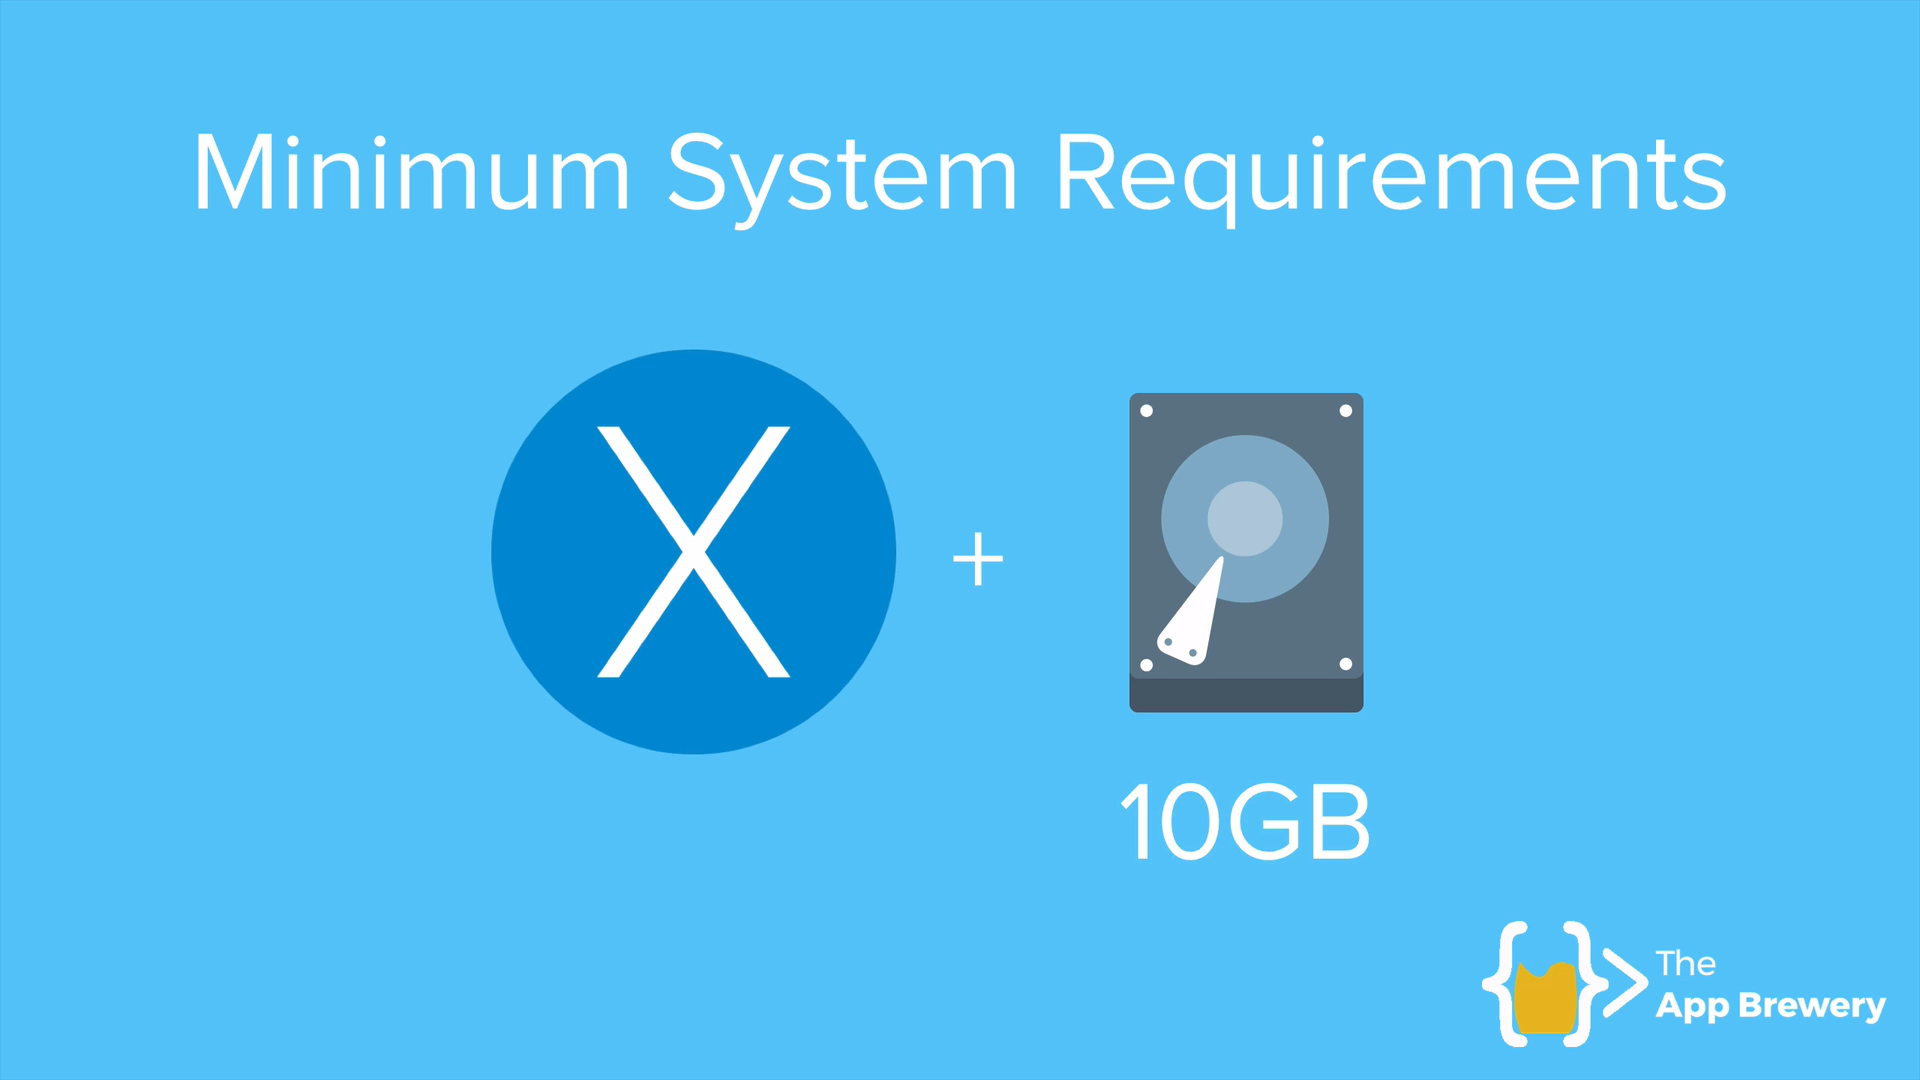 Minimum System Requirements
X
+
10GB
The
App Brewery